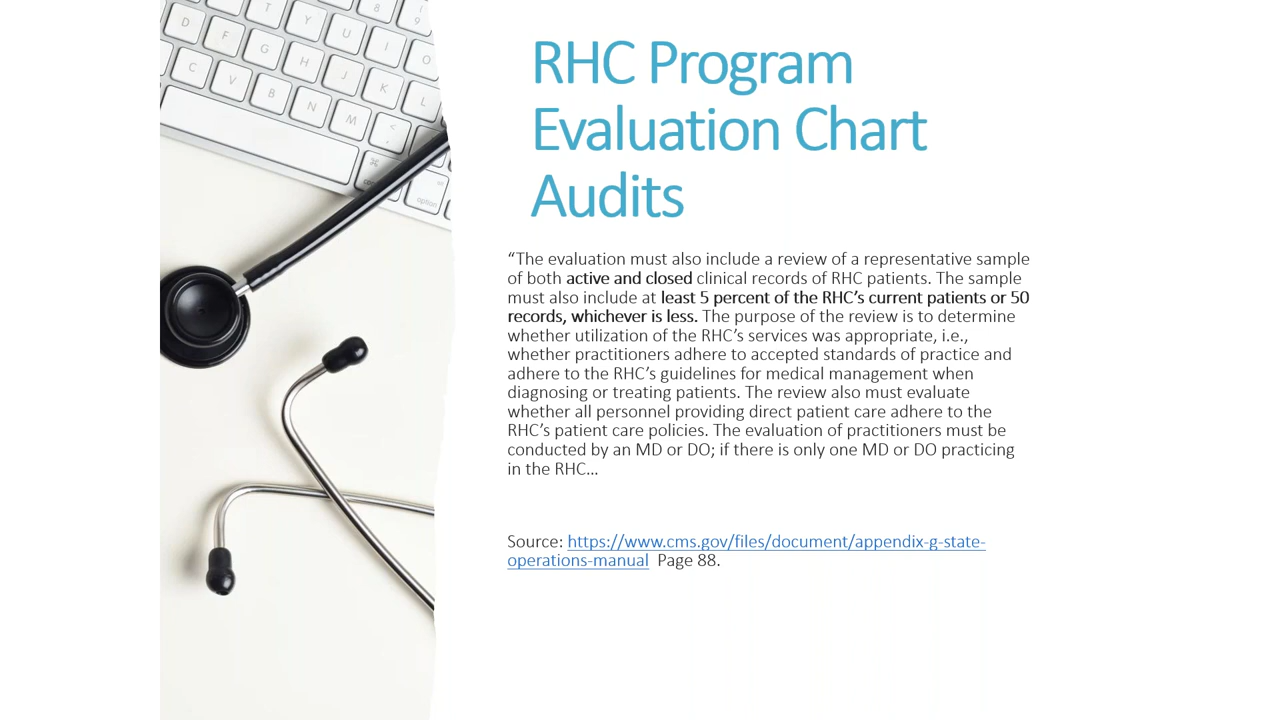 RHC Program
Evaluation Chart
Audits
“The evaluation must also include a review of a representative sample
of both active and closed clinical records of RHC patients. The sample
must also include at least 5 percent of the RHC’s current patients or 50
records, whichever is less. The purpose of the review is to determine
whether utilization of the RHC’s services was appropriate, i.e.,
whether practitioners adhere to accepted standards of practice and
adhere to the RHC’s guidelines for medical management when
diagnosing or treating patients. The review also must evaluate
whether all personnel providing direct patient care adhere to the
RHC’s patient care policies. The evaluation of practitioners must be
conducted by an MD or DO; if there is only one MD or DO practicing
in the RHC…
Source: https://www.cms.gov/files/document/appendix-g-state-
operations-manual Page 88.
T Y 8 9
D F G H U I O
C V B N J K L
M <
⌘
option